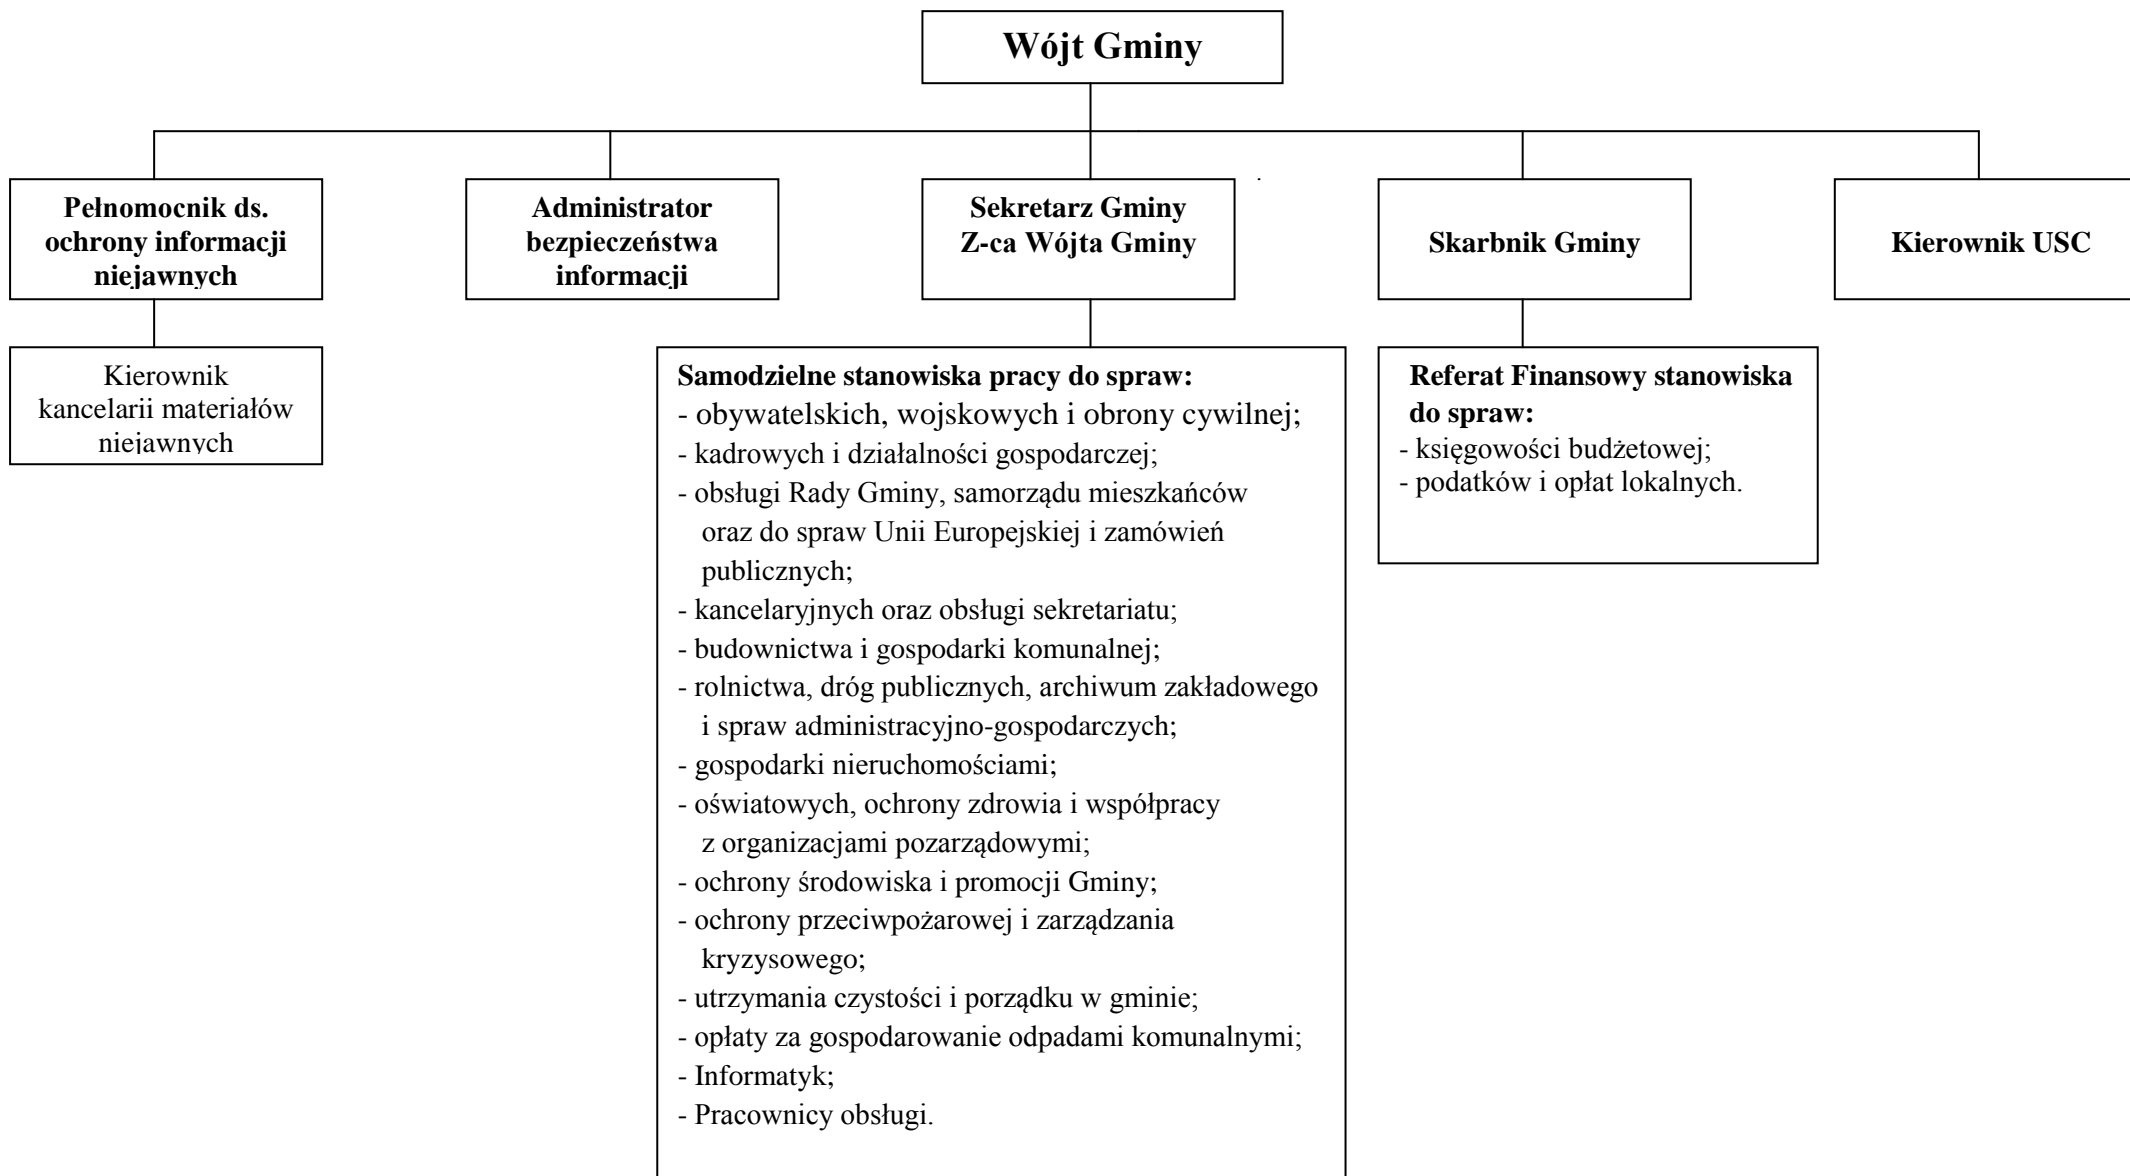 Wójt Gminy
Pełnomocnik ds.
ochrony informacji
niejawnych
Administrator
bezpieczeństwa
informacji
Sekretarz Gminy
Z-ca Wójta Gminy
Skarbnik Gminy
Kierownik USC
Kierownik
kancelarii materiałów
niejawnych
Samodzielne stanowiska pracy do spraw:
- obywatelskich, wojskowych i obrony cywilnej;
- kadrowych i działalności gospodarczej;
- obsługi Rady Gminy, samorządu mieszkańców
oraz do spraw Unii Europejskiej i zamówień
publicznych;
- kancelaryjnych oraz obsługi sekretariatu;
- budownictwa i gospodarki komunalnej;
- rolnictwa, dróg publicznych, archiwum zakładowego
i spraw administracyjno-gospodarczych;
- gospodarki nieruchomościami;
- oświatowych, ochrony zdrowia i współpracy
z organizacjami pozarządowymi;
- ochrony środowiska i promocji Gminy;
- ochrony przeciwpożarowej i zarządzania
kryzysowego;
- utrzymania czystości i porządku w gminie;
- opłaty za gospodarowanie odpadami komunalnymi;
- Informatyk;
- Pracownicy obsługi.
Referat Finansowy stanowiska
do spraw:
- księgowości budżetowej;
- podatków i opłat lokalnych.